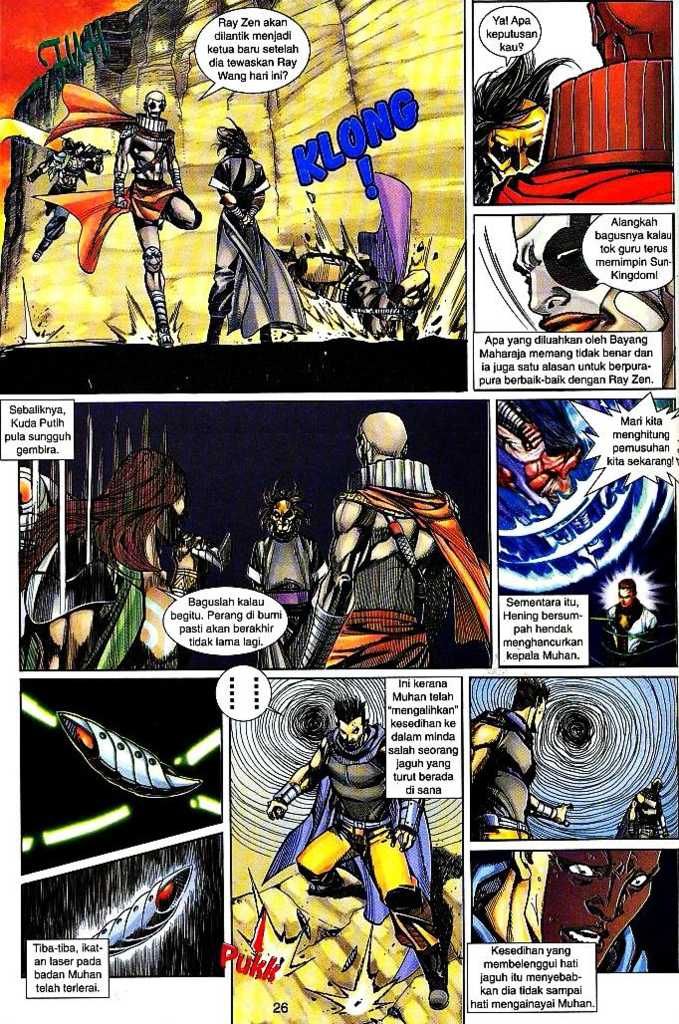 Ray Zen akan
dilantik menjadi
ketua baru setelah
dia tewaskan Ray
Wang hari ini?
KLONG
!
Ya! Apa
keputusan
kau?
Alangkah
bagusnya kalau
tok guru terus
memimpin Sun-
Kingdom!
Apa yang diluahkan oleh Bayang
Maharaja memang tidak benar dan
ia juga satu alasan untuk berpura-
pura berbaik-baik dengan Ray Zen.
Sebaliknya,
Kuda Putih
pula sungguh
gembira.
Baguslah kalau
begitu. Perang di bumi
pasti akan berakhir
tidak lama lagi.
Mari kita
menghitung
pemusuhan
kita sekarang!
Sementara itu,
Hening bersum-
pah hendak
menghancurkan
kepala Muhan.
Tiba-tiba, ikat-
an laser pada
badan Muhan
telah terlerai.
!!
Ini kerana
Muhan telah
"mengalihkan"
kesedihan ke
dalam minda
salah seorang
jaguh yang
turut berada
di sana
Pukk
!
Kesedihan yang
membelenggui hati
jaguh itu menyebab-
kan dia tidak sampai
hati mengainayai Muhan.
26